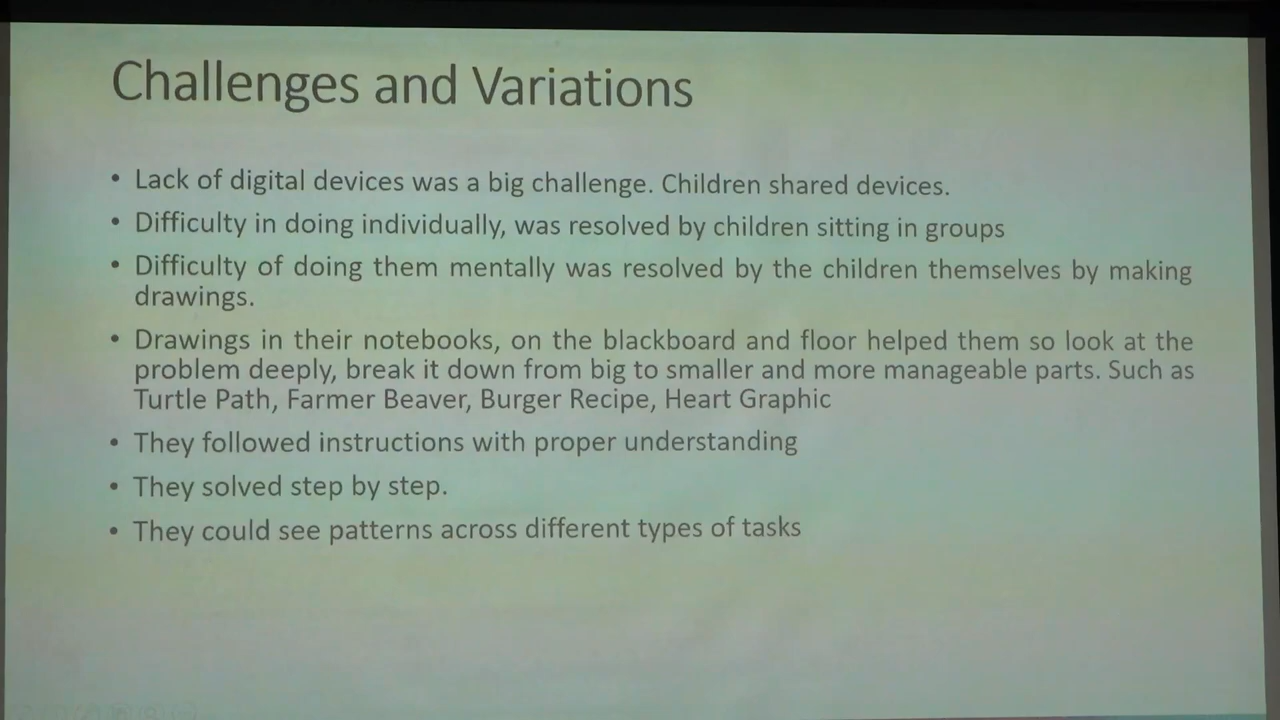 Challenges and Variations
• Lack of digital devices was a big challenge. Children shared devices.
• Difficulty in doing individually, was resolved by children sitting in groups
• Difficulty of doing them mentally was resolved by the children themselves by making
drawings.
• Drawings in their notebooks, on the blackboard and floor helped them so look at the
problem deeply, break it down from big to smaller and more manageable parts. Such as
Turtle Path, Farmer Beaver, Burger Recipe, Heart Graphic
• They followed instructions with proper understanding
• They solved step by step.
• They could see patterns across different types of tasks